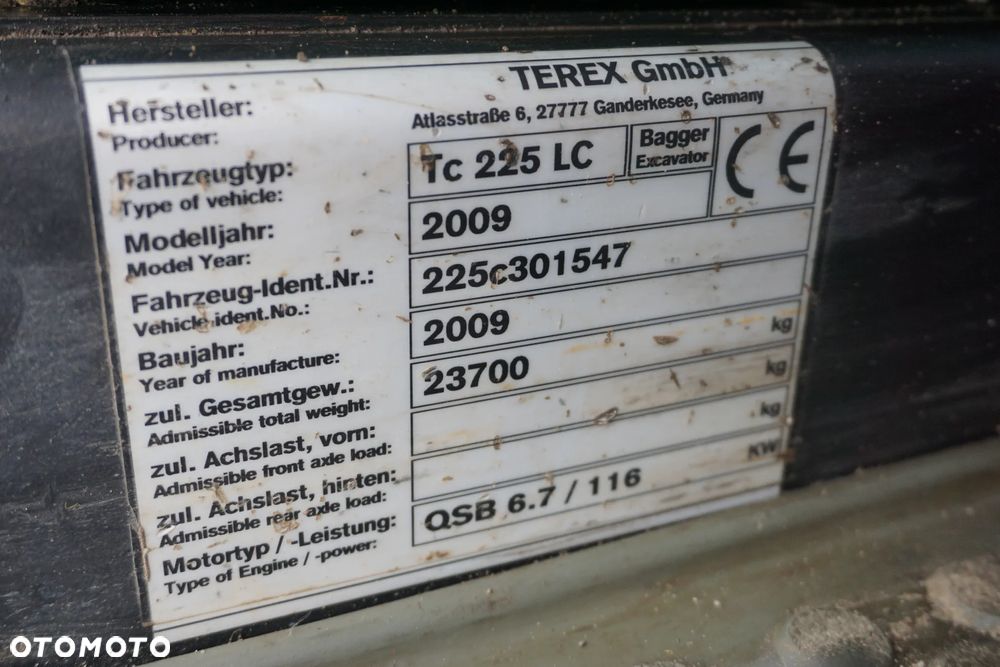 Hersteller: TEREX GmbH
Producer: Atlasstraße 6, 27777 Ganderkesee, Germany
Fahrzeugtyp: Tc 225 LC Bagger CE
Type of vehicle: Excavator
Modelljahr: 2009
Model Year:
Fahrzeug-Ident.Nr.: 225c301547
Vehicle ident.No.:
Baujahr: 2009
Year of manufacture:
zul. Gesamtgew.: 23700 kg
Admissible total weight:
zul. Achslast, vorn: kg
Admissible front axle load:
zul. Achslast, hinten: kg
Admissible rear axle load:
Motortyp / -Leistung: QSB 6.7 / 116 KW
Type of Engine / -power:
OTOMOTO